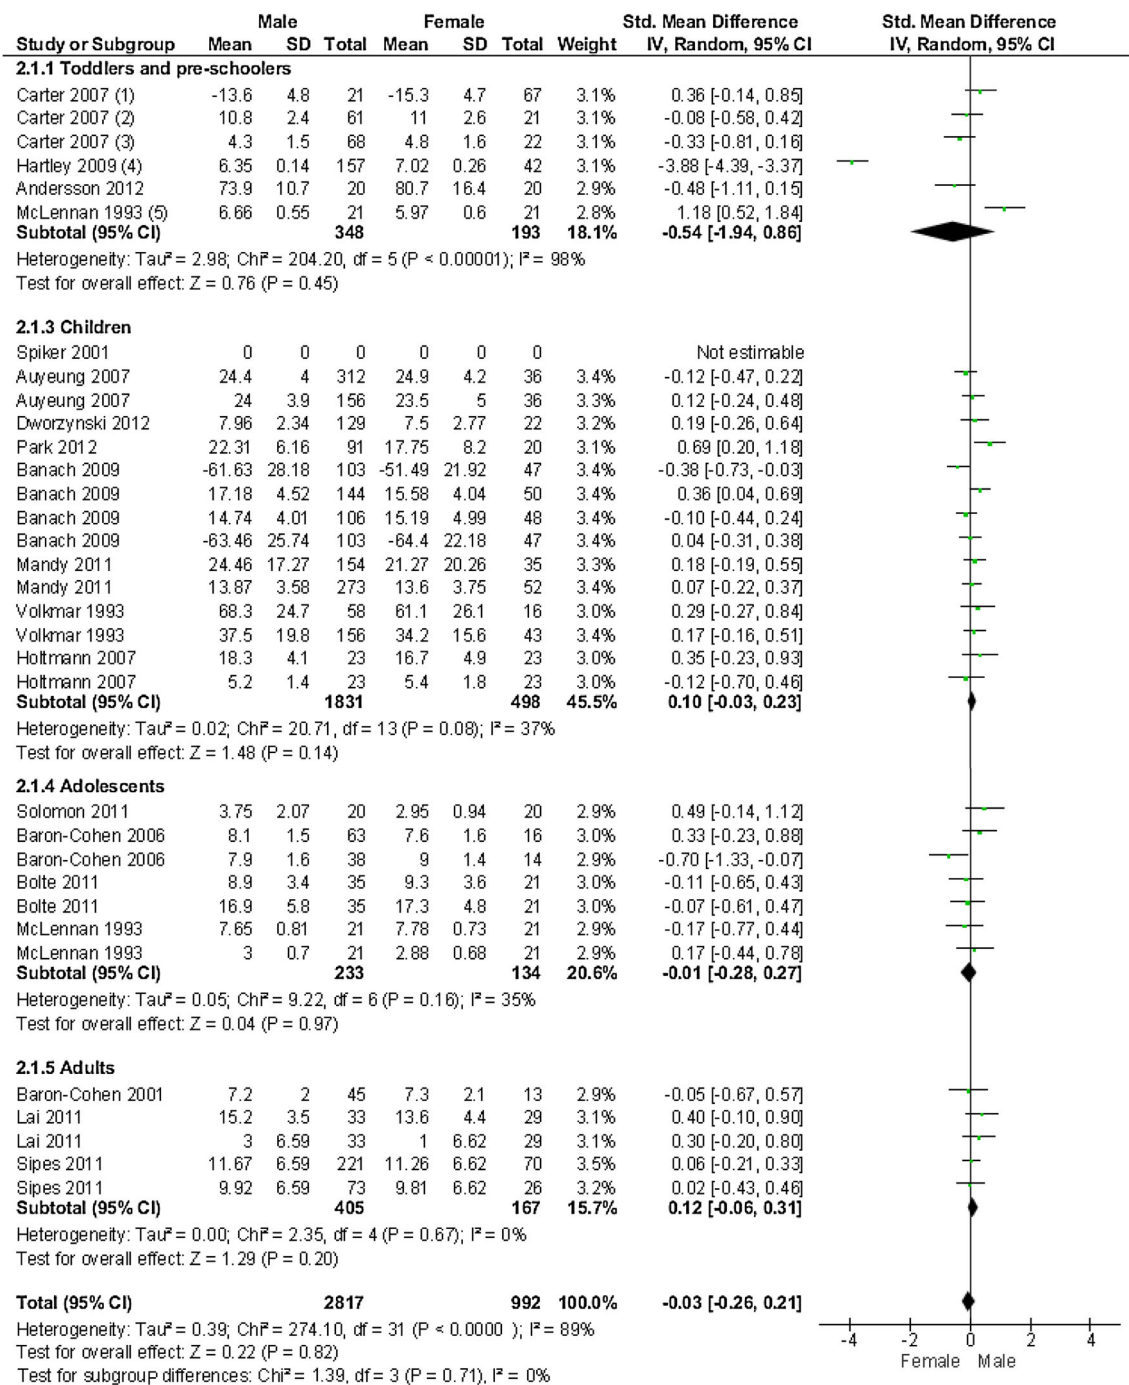 Male Female Std. Mean Difference Std. Mean Difference
Study or Subgroup Mean SD Total Mean SD Total Weight IV, Random, 95% CI IV, Random, 95% CI
2.1.1 Toddlers and pre-schoolers
Carter 2007 (1) -13.6 4.8 21 -15.3 4.7 67 3.1% 0.36 [-0.14, 0.85]
Carter 2007 (2) 10.8 2.4 61 11 2.6 21 3.1% -0.08 [-0.58, 0.42]
Carter 2007 (3) 4.3 1.5 68 4.8 1.6 22 3.1% -0.33 [-0.81, 0.16]
Hartley 2009 (4) 6.35 0.14 157 7.02 0.26 42 3.1% -3.88 [-4.39, -3.37]
Andersson 2012 73.9 10.7 20 80.7 16.4 20 2.9% -0.48 [-1.11, 0.15]
McLennan 1993 (5) 6.66 0.55 21 5.97 0.6 21 2.8% 1.18 [0.52, 1.84]
Subtotal (95% CI) 348 193 18.1% -0.54 [-1.94, 0.86]
Heterogeneity: Tau² = 2.98; Chi² = 204.20, df = 5 (P < 0.00001); I² = 98%
Test for overall effect: Z = 0.76 (P = 0.45)
2.1.3 Children
Spiker 2001 0 0 0 0 0 0 Not estimable
Auyeung 2007 24.4 4 312 24.9 4.2 36 3.4% -0.12 [-0.47, 0.22]
Auyeung 2007 24 3.9 156 23.5 5 36 3.3% 0.12 [-0.24, 0.48]
Dworzynski 2012 7.96 2.34 129 7.5 2.77 22 3.2% 0.19 [-0.26, 0.64]
Park 2012 22.31 6.16 91 17.75 8.2 20 3.1% 0.69 [0.20, 1.18]
Banach 2009 -61.63 28.18 103 -51.49 21.92 47 3.4% -0.38 [-0.73, -0.03]
Banach 2009 17.18 4.52 144 15.58 4.04 50 3.4% 0.36 [0.04, 0.69]
Banach 2009 14.74 4.01 106 15.19 4.99 48 3.4% -0.10 [-0.44, 0.24]
Banach 2009 -63.46 25.74 103 -64.4 22.18 47 3.4% 0.04 [-0.31, 0.38]
Mandy 2011 24.46 17.27 154 21.27 20.26 35 3.3% 0.18 [-0.19, 0.55]
Mandy 2011 13.87 3.58 273 13.6 3.75 52 3.4% 0.07 [-0.22, 0.37]
Volkmar 1993 68.3 24.7 58 61.1 26.1 16 3.0% 0.29 [-0.27, 0.84]
Volkmar 1993 37.5 19.8 156 34.2 15.6 43 3.4% 0.17 [-0.16, 0.51]
Holtmann 2007 18.3 4.1 23 16.7 4.9 23 3.0% 0.35 [-0.23, 0.93]
Holtmann 2007 5.2 1.4 23 5.4 1.8 23 3.0% -0.12 [-0.70, 0.46]
Subtotal (95% CI) 1831 498 45.5% 0.10 [-0.03, 0.23]
Heterogeneity: Tau² = 0.02; Chi² = 20.71, df = 13 (P = 0.08); I² = 37%
Test for overall effect: Z = 1.48 (P = 0.14)
2.1.4 Adolescents
Solomon 2011 3.75 2.07 20 2.95 0.94 20 2.9% 0.49 [-0.14, 1.12]
Baron-Cohen 2006 8.1 1.5 63 7.6 1.6 16 3.0% 0.33 [-0.23, 0.88]
Baron-Cohen 2006 7.9 1.6 38 9 1.4 14 2.9% -0.70 [-1.33, -0.07]
Bolte 2011 8.9 3.4 35 9.3 3.6 21 3.0% -0.11 [-0.65, 0.43]
Bolte 2011 16.9 5.8 35 17.3 4.8 21 3.0% -0.07 [-0.61, 0.47]
McLennan 1993 7.65 0.81 21 7.78 0.73 21 2.9% -0.17 [-0.77, 0.44]
McLennan 1993 3 0.7 21 2.88 0.68 21 2.9% 0.17 [-0.44, 0.78]
Subtotal (95% CI) 233 134 20.6% -0.01 [-0.28, 0.27]
Heterogeneity: Tau² = 0.05; Chi² = 9.22, df = 6 (P = 0.16); I² = 35%
Test for overall effect: Z = 0.04 (P = 0.97)
2.1.5 Adults
Baron-Cohen 2001 7.2 2 45 7.3 2.1 13 2.9% -0.05 [-0.67, 0.57]
Lai 2011 15.2 3.5 33 13.6 4.4 29 3.1% 0.40 [-0.10, 0.90]
Lai 2011 3 6.59 33 1 6.62 29 3.1% 0.30 [-0.20, 0.80]
Sipes 2011 11.67 6.59 221 11.26 6.62 70 3.5% 0.06 [-0.21, 0.33]
Sipes 2011 9.92 6.59 73 9.81 6.62 26 3.2% 0.02 [-0.43, 0.46]
Subtotal (95% CI) 405 167 15.7% 0.12 [-0.06, 0.31]
Heterogeneity: Tau² = 0.00; Chi² = 2.35, df = 4 (P = 0.67); I² = 0%
Test for overall effect: Z = 1.29 (P = 0.20)
Total (95% CI) 2817 992 100.0% -0.03 [-0.26, 0.21]
Heterogeneity: Tau² = 0.39; Chi² = 274.10, df = 31 (P < 0.0000 ); I² = 89%
Test for overall effect: Z = 0.22 (P = 0.82)
Test for subgroup differences: Chi² = 1.39, df = 3 (P = 0.71), I² = 0%
-4 -2 0 2 4
Female Male